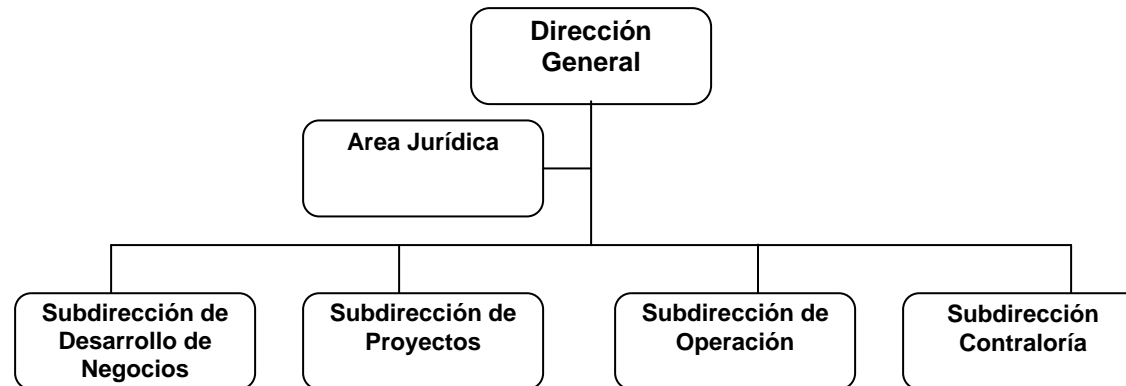 Dirección
General
Area Jurídica
Subdirección de
Desarrollo de
Negocios
Subdirección de
Proyectos
Subdirección de
Operación
Subdirección
Contraloría